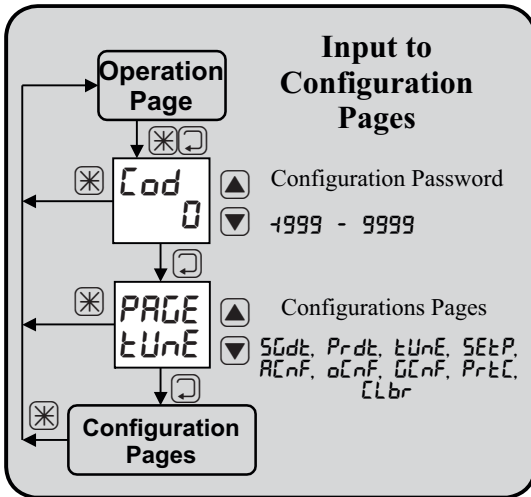 Input to
Configuration
Pages
Operation
Page
Cod
0
Configuration Password
-1999 - 9999
PAGE
tUnE
Configurations Pages
SGdt, Prdt, tUnE, SEtP,
ACnF, oCnF, GCnF, PrtC,
CLbr
Configuration
Pages